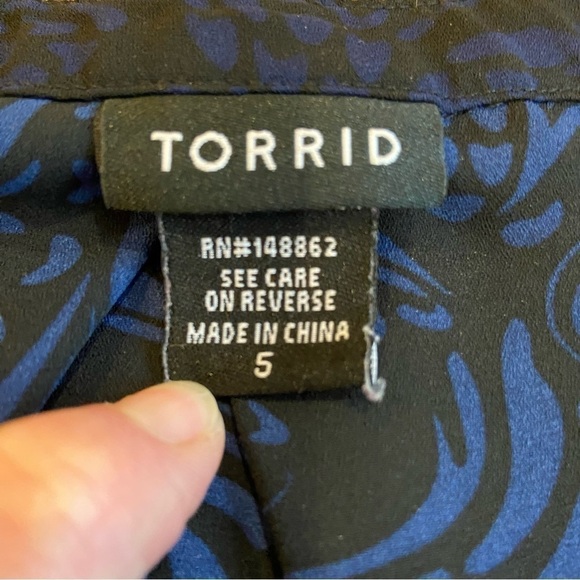 TORRID
RN#148862
SEE CARE
ON REVERSE
MADE IN CHINA
5